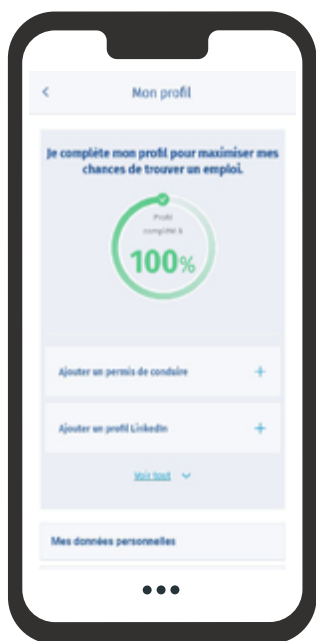 Mon profil
Je complète mon profil pour maximiser mes
chances de trouver un emploi.
Profil
complété à
100%
Ajouter un permis de conduire
Ajouter un profil LinkedIn
Voir tout
Mes données personnelles